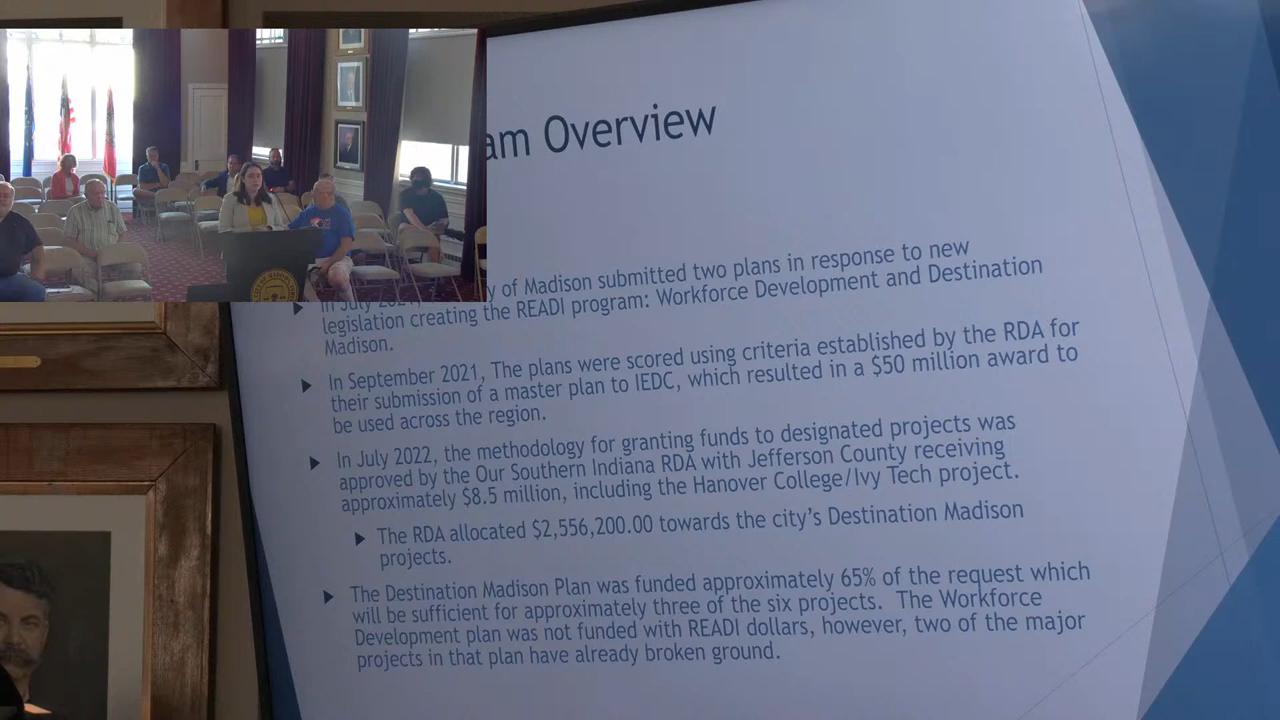 am Overview
In July 2021, y of Madison submitted two plans in response to new
legislation creating the READI program: Workforce Development and Destination
Madison.
In September 2021, The plans were scored using criteria established by the RDA for
their submission of a master plan to IEDC, which resulted in a $50 million award to
be used across the region.
In July 2022, the methodology for granting funds to designated projects was
approved by the Our Southern Indiana RDA with Jefferson County receiving
approximately $8.5 million, including the Hanover College/Ivy Tech project.
The RDA allocated $2,556,200.00 towards the city's Destination Madison
projects.
The Destination Madison Plan was funded approximately 65% of the request which
will be sufficient for approximately three of the six projects. The Workforce
Development plan was not funded with READI dollars, however, two of the major
projects in that plan have already broken ground.